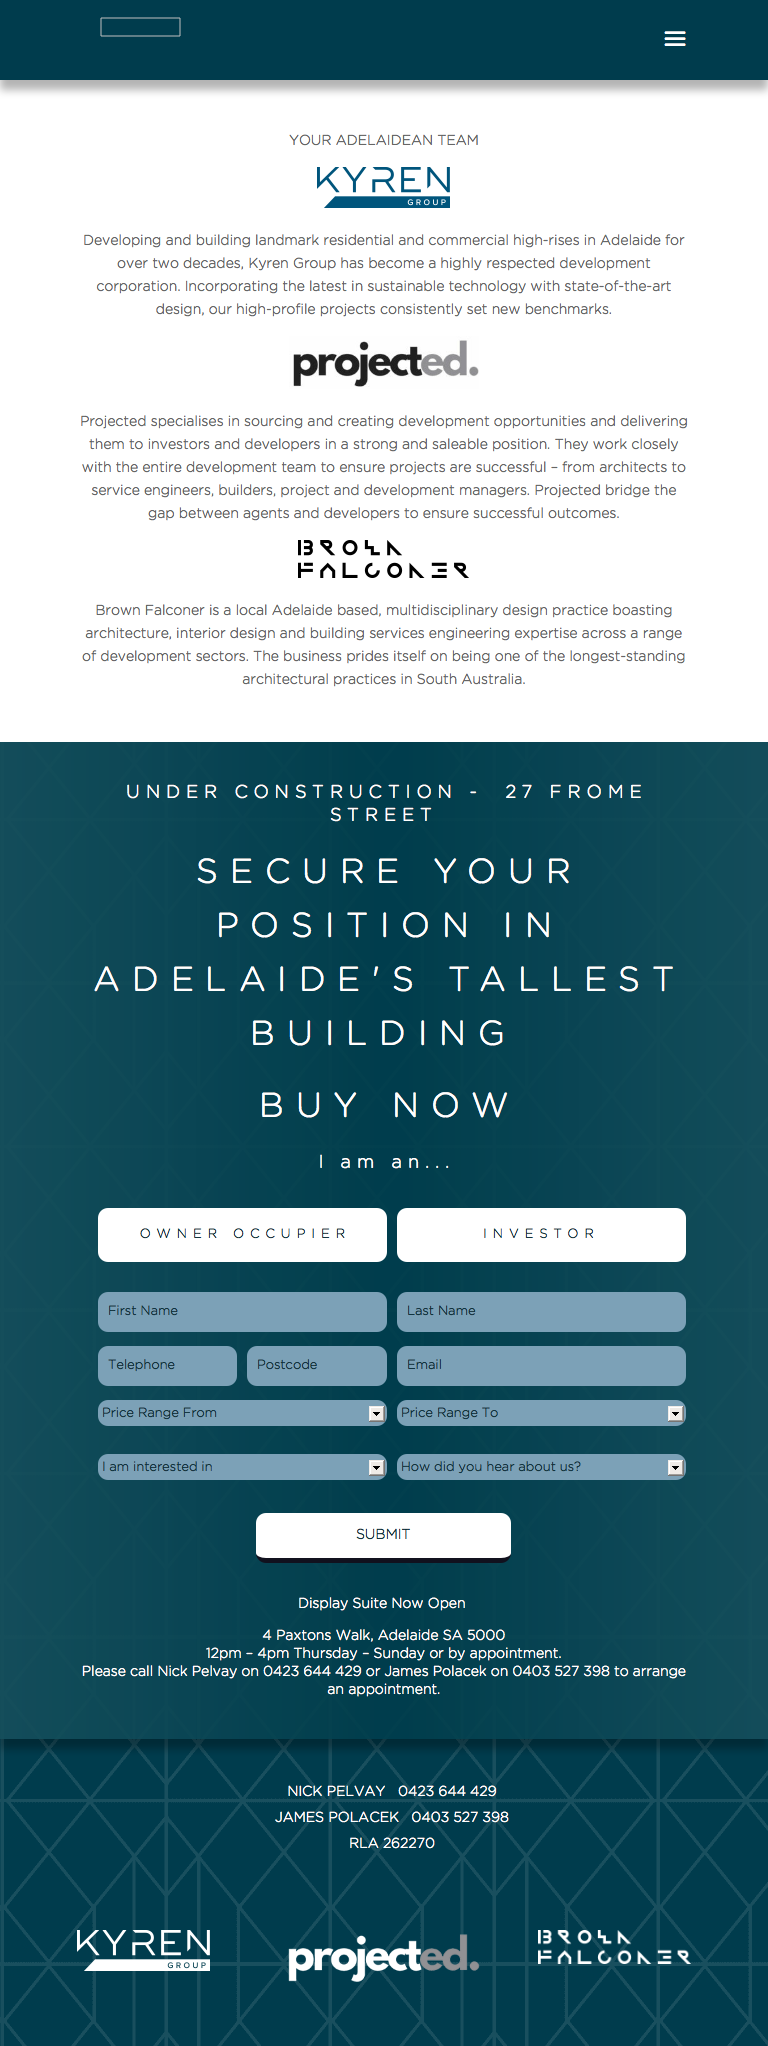 YOUR ADELAIDEAN TEAM
KYREN
GROUP
Developing and building landmark residential and commercial high-rises in Adelaide for
over two decades, Kyren Group has become a highly respected development
corporation. Incorporating the latest in sustainable technology with state-of-the-art
design, our high-profile projects consistently set new benchmarks.
projected.
Projected specialises in sourcing and creating development opportunities and delivering
them to investors and developers in a strong and saleable position. They work closely
with the entire development team to ensure projects are successful – from architects to
service engineers, builders, project and development managers. Projected bridge the
gap between agents and developers to ensure successful outcomes.
BROWN
FALCONER
Brown Falconer is a local Adelaide based, multidisciplinary design practice boasting
architecture, interior design and building services engineering expertise across a range
of development sectors. The business prides itself on being one of the longest-standing
architectural practices in South Australia.
UNDER CONSTRUCTION - 27 FROME
STREET
SECURE YOUR
POSITION IN
ADELAIDE'S TALLEST
BUILDING
BUY NOW
I am an...
OWNER OCCUPIER INVESTOR
First Name Last Name
Telephone Postcode Email
Price Range From Price Range To
I am interested in How did you hear about us?
SUBMIT
Display Suite Now Open
4 Paxtons Walk, Adelaide SA 5000
12pm – 4pm Thursday – Sunday or by appointment.
Please call Nick Pelvay on 0423 644 429 or James Polacek on 0403 527 398 to arrange
an appointment.
NICK PELVAY 0423 644 429
JAMES POLACEK 0403 527 398
RLA 262270
KYREN
GROUP
projected.
BROWN
FALCONER